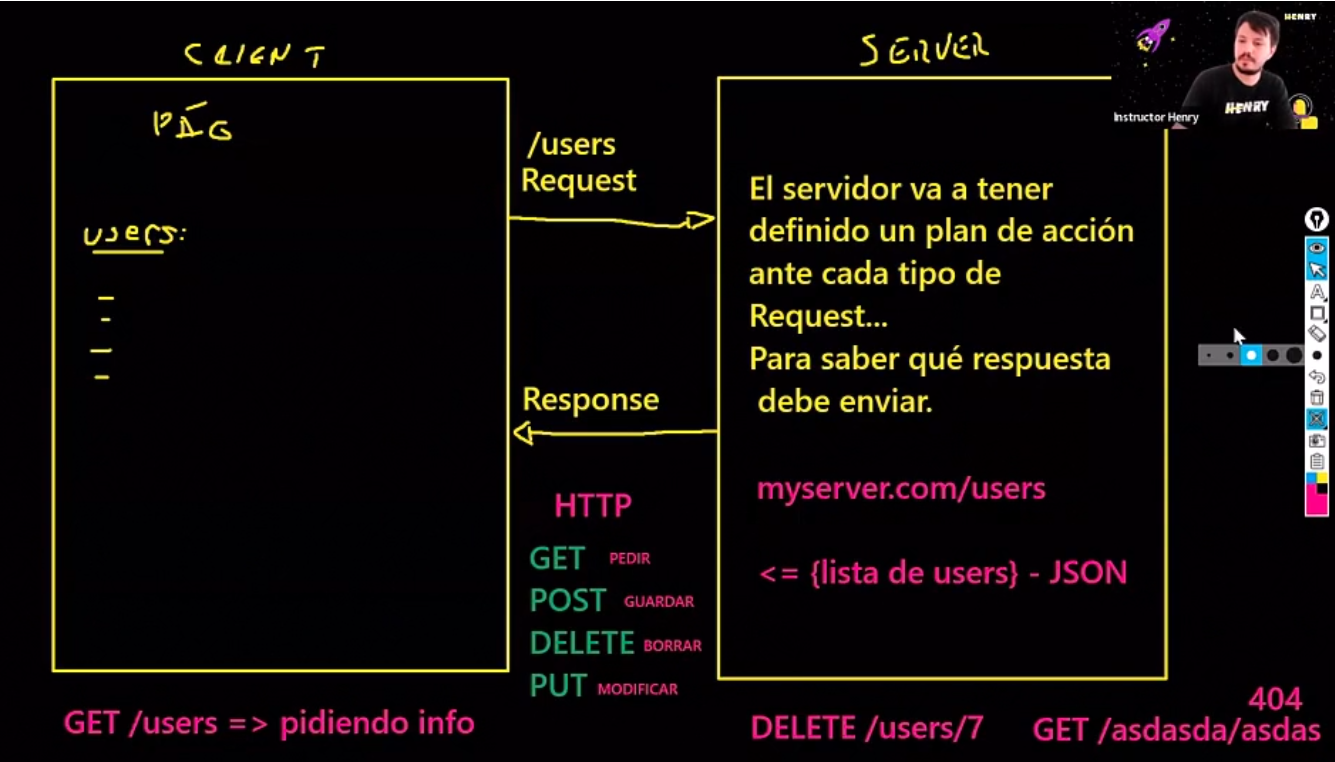 CLIENT
SERVER
HENRY
HENRY
Instructor Henry
PÁG
users:
/users
Request
El servidor va a tener
definido un plan de acción
ante cada tipo de
Request...
Para saber qué respuesta
debe enviar.
Response
myserver.com/users
<= {lista de users} - JSON
HTTP
GET PEDIR
POST GUARDAR
DELETE BORRAR
PUT MODIFICAR
GET /users => pidiendo info
DELETE /users/7
404
GET /asdasda/asdas